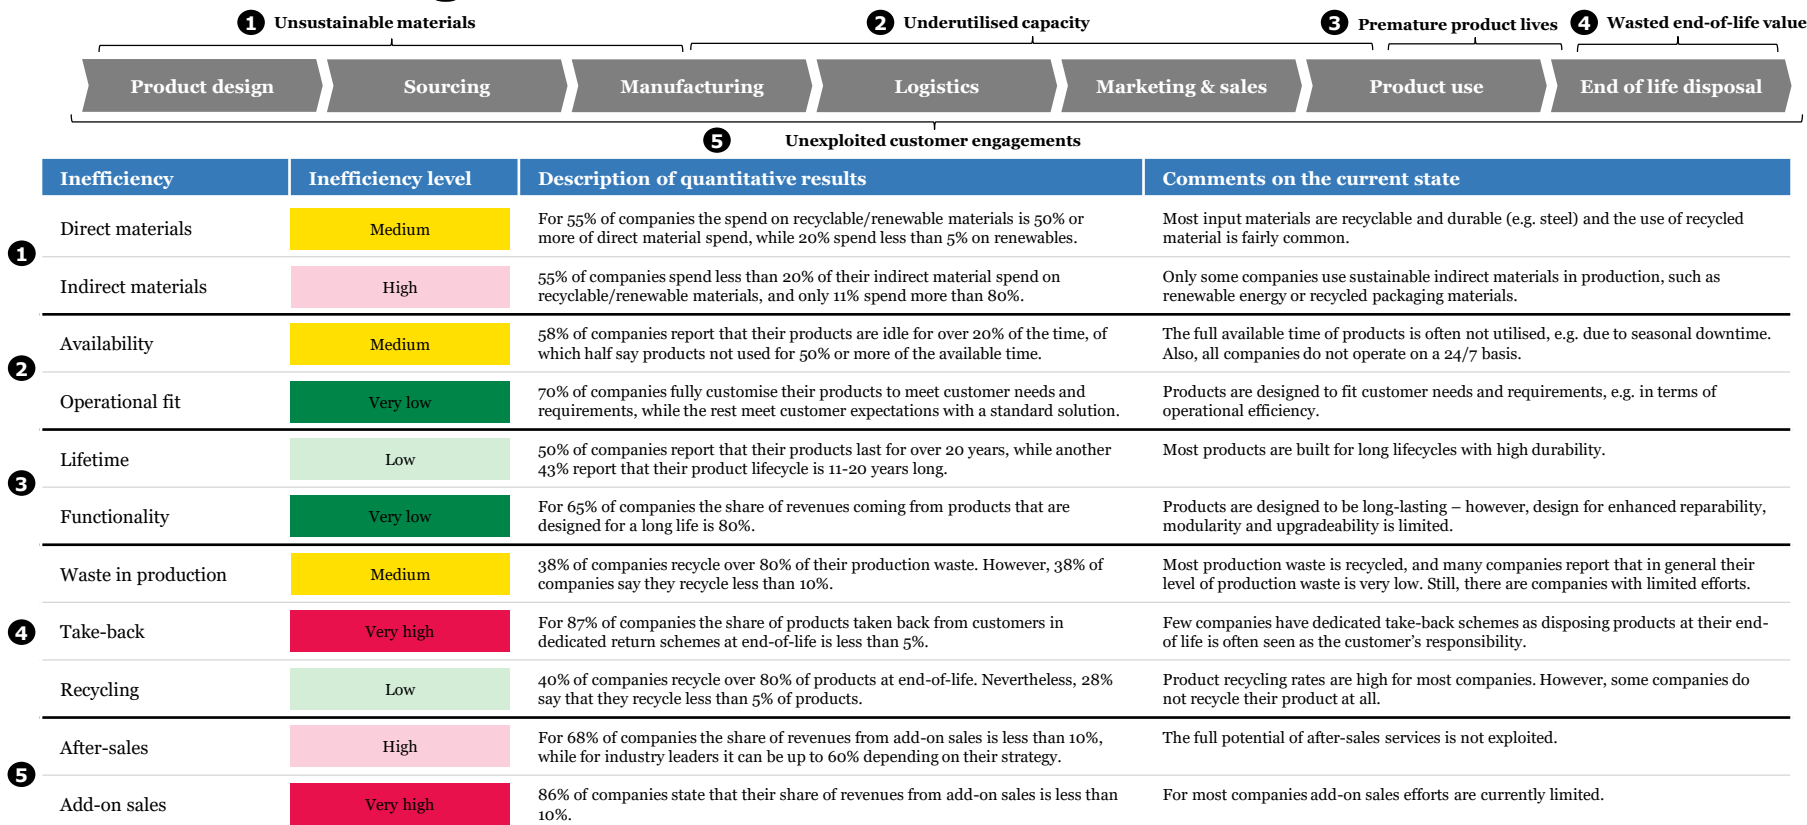 1 Unsustainable materials
2 Underutilised capacity
3 Premature product lives
4 Wasted end-of-life value
Product design
Sourcing
Manufacturing
Logistics
Marketing & sales
Product use
End of life disposal
5 Unexploited customer engagements
Inefficiency
Inefficiency level
Description of quantitative results
Comments on the current state
1
Direct materials
Medium
For 55% of companies the spend on recyclable/renewable materials is 50% or
more of direct material spend, while 20% spend less than 5% on renewables.
Most input materials are recyclable and durable (e.g. steel) and the use of recycled
material is fairly common.
Indirect materials
High
55% of companies spend less than 20% of their indirect material spend on
recyclable/renewable materials, and only 11% spend more than 80%.
Only some companies use sustainable indirect materials in production, such as
renewable energy or recycled packaging materials.
2
Availability
Medium
58% of companies report that their products are idle for over 20% of the time, of
which half say products not used for 50% or more of the available time.
The full available time of products is often not utilised, e.g. due to seasonal downtime.
Also, all companies do not operate on a 24/7 basis.
Operational fit
Very low
70% of companies fully customise their products to meet customer needs and
requirements, while the rest meet customer expectations with a standard solution.
Products are designed to fit customer needs and requirements, e.g. in terms of
operational efficiency.
3
Lifetime
Low
50% of companies report that their products last for over 20 years, while another
43% report that their product lifecycle is 11-20 years long.
Most products are built for long lifecycles with high durability.
Functionality
Very low
For 65% of companies the share of revenues coming from products that are
designed for a long life is 80%.
Products are designed to be long-lasting – however, design for enhanced reparability,
modularity and upgradeability is limited.
4
Waste in production
Medium
38% of companies recycle over 80% of their production waste. However, 38% of
companies say they recycle less than 10%.
Most production waste is recycled, and many companies report that in general their
level of production waste is very low. Still, there are companies with limited efforts.
Take-back
Very high
For 87% of companies the share of products taken back from customers in
dedicated return schemes at end-of-life is less than 5%.
Few companies have dedicated take-back schemes as disposing products at their end-
of life is often seen as the customer's responsibility.
Recycling
Low
40% of companies recycle over 80% of products at end-of-life. Nevertheless, 28%
say that they recycle less than 5% of products.
Product recycling rates are high for most companies. However, some companies do
not recycle their product at all.
5
After-sales
High
For 68% of companies the share of revenues from add-on sales is less than 10%,
while for industry leaders it can be up to 60% depending on their strategy.
The full potential of after-sales services is not exploited.
Add-on sales
Very high
86% of companies state that their share of revenues from add-on sales is less than
10%.
For most companies add-on sales efforts are currently limited.